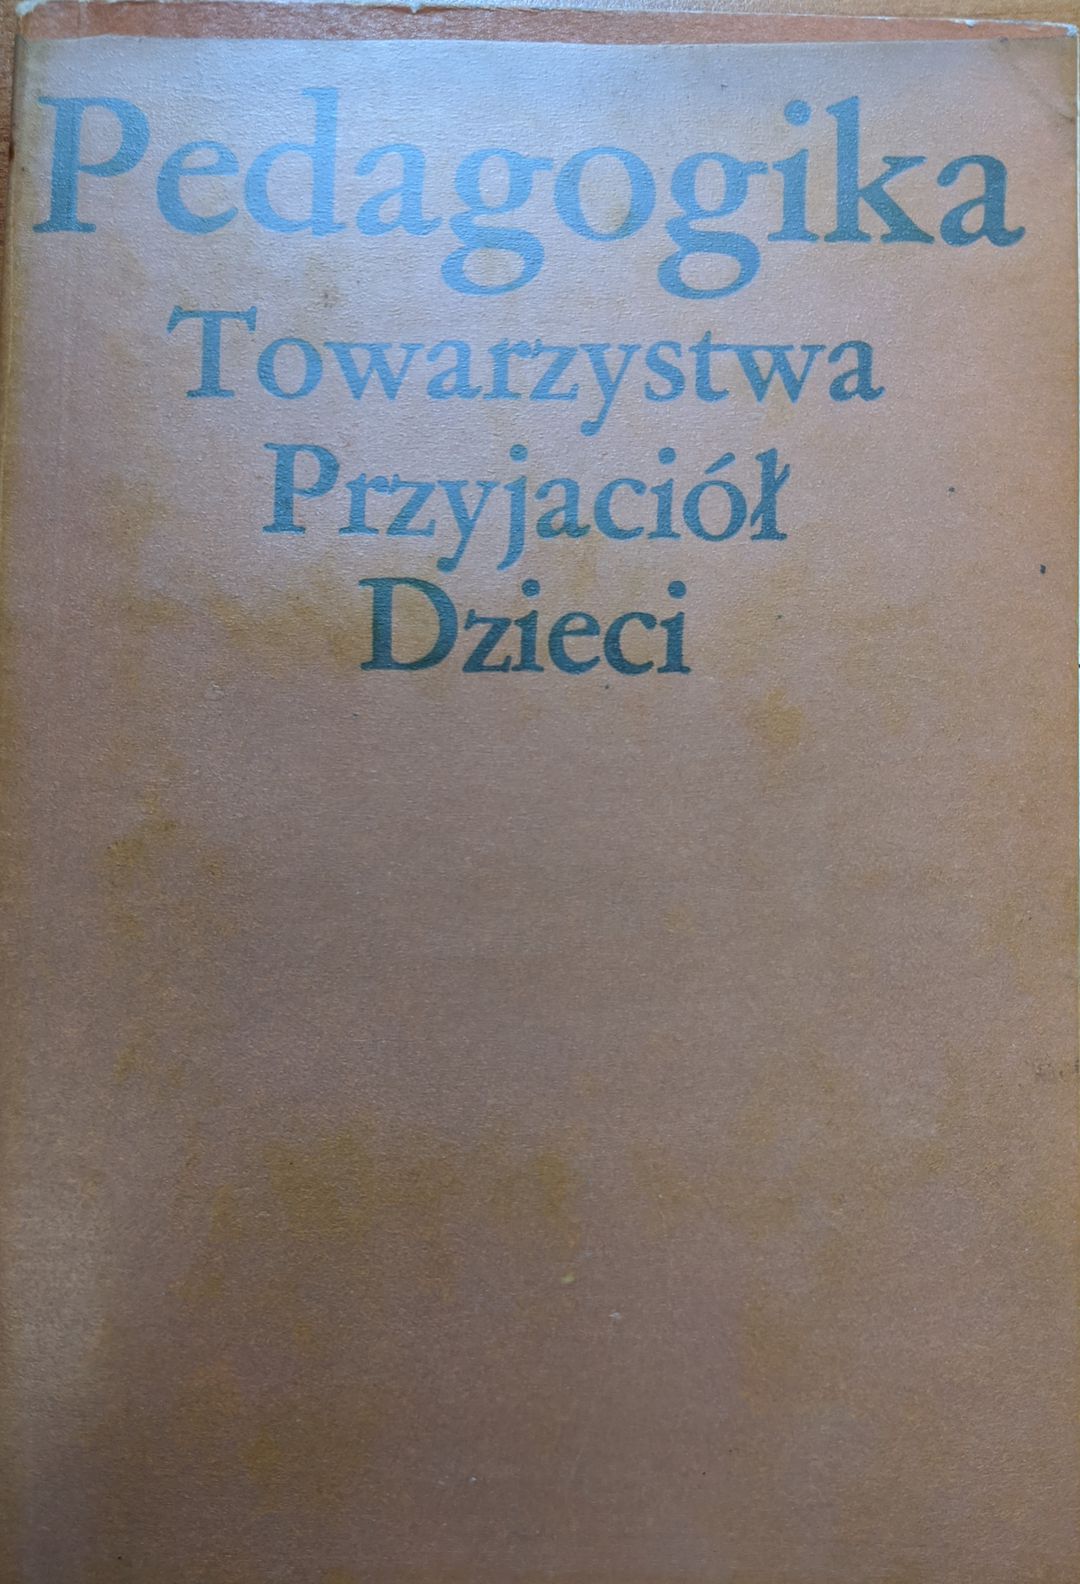 Pedagogika
Towarzystwa
Przyjaciół
Dzieci